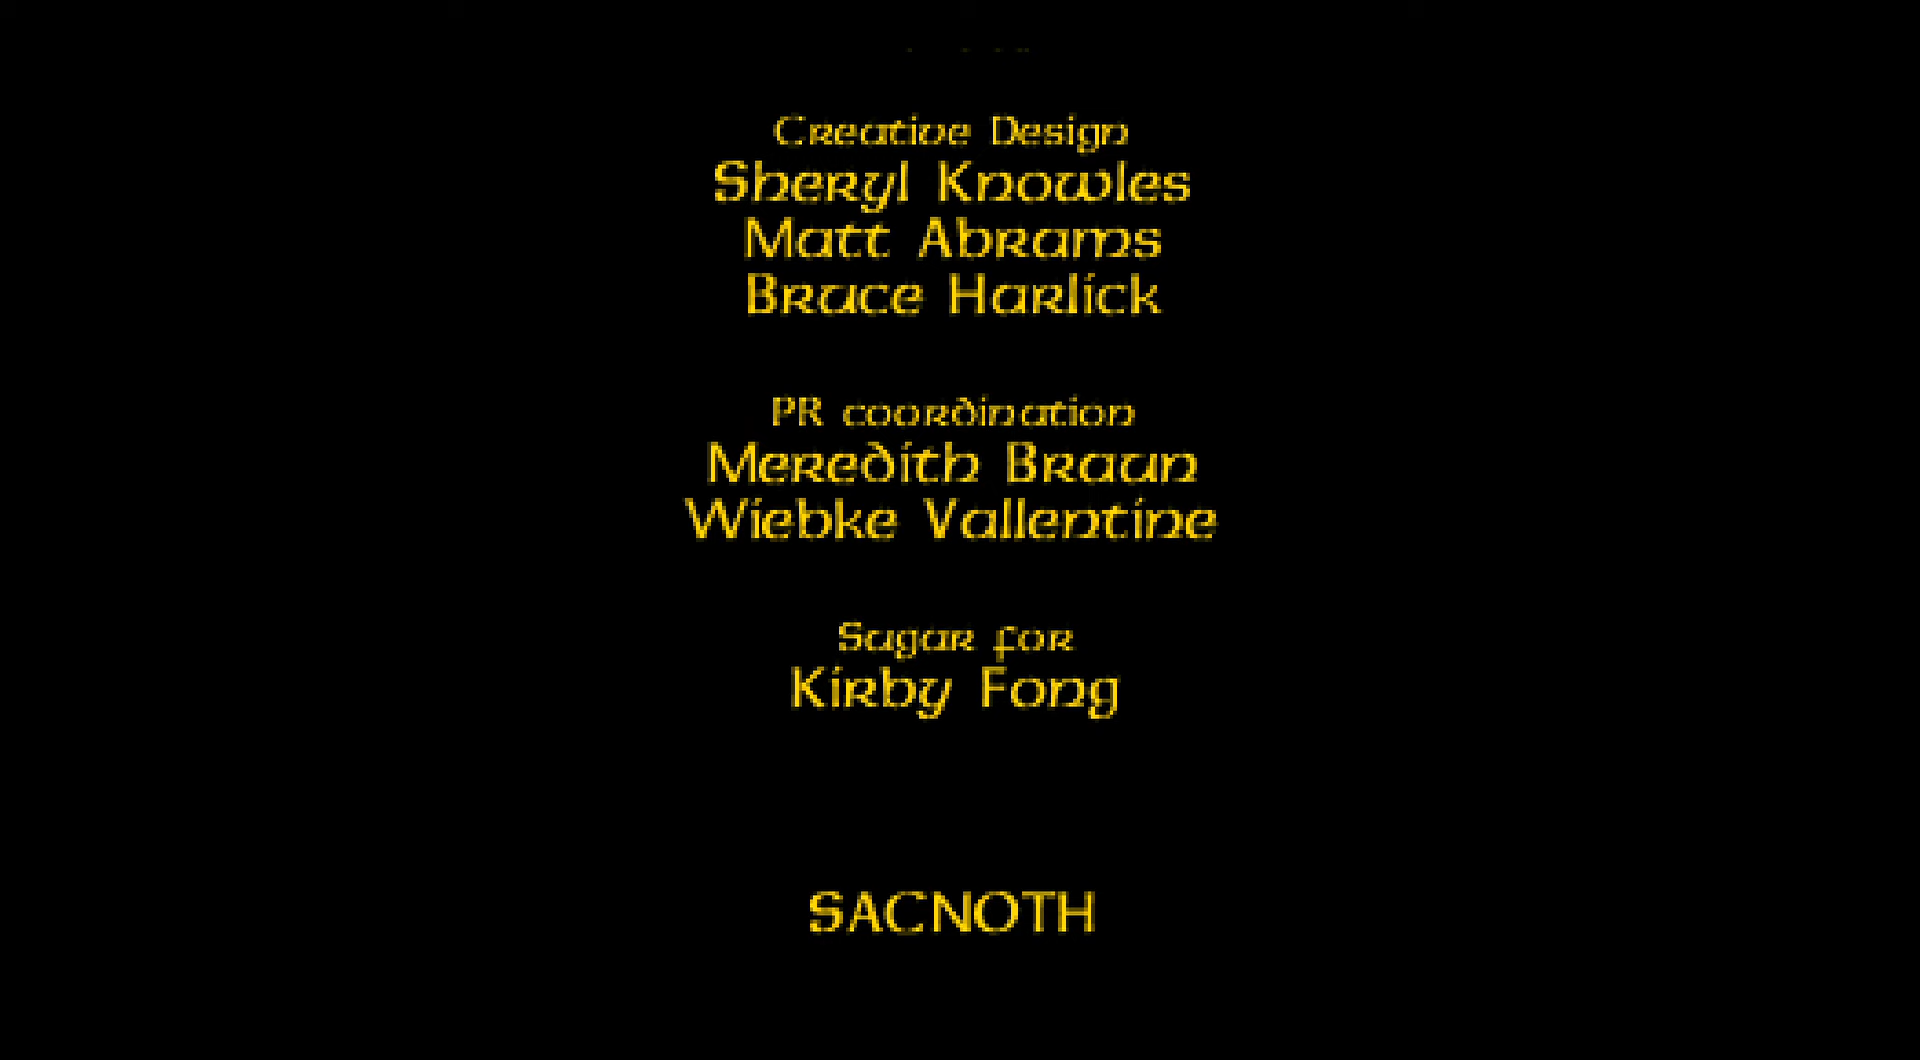 Creative Design
Sheryl Knowles
Matt Abrams
Bruce Harlick
PR coordination
Meredith Braun
Wiebke Vallentine
Sugar for
Kirby Fong
SACNOTH